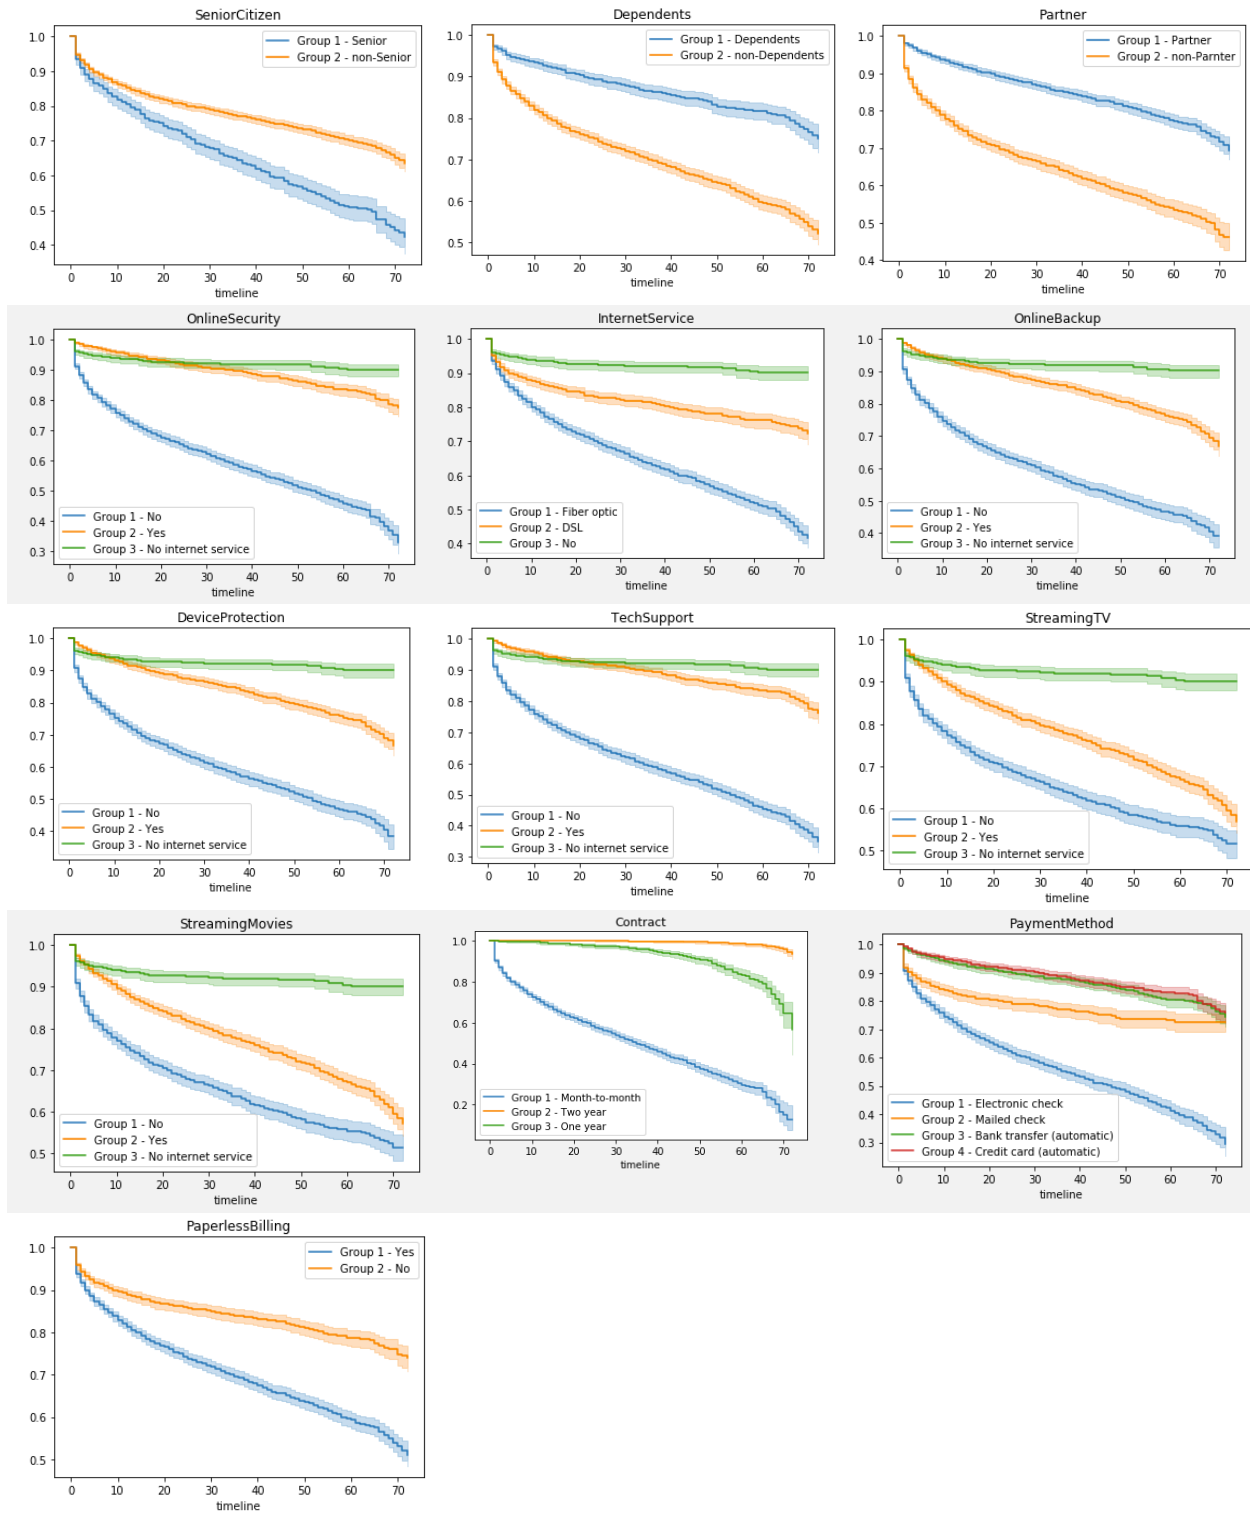 SeniorCitizen
1.0
0.9
0.8
0.7
0.6
0.5
0.4
0 10 20 30 40 50 60 70
timeline
Group 1 - Senior
Group 2 - non-Senior
Dependents
1.0
0.9
0.8
0.7
0.6
0.5
0 10 20 30 40 50 60 70
timeline
Group 1 - Dependents
Group 2 - non-Dependents
Partner
1.0
0.9
0.8
0.7
0.6
0.5
0.4
0 10 20 30 40 50 60 70
timeline
Group 1 - Partner
Group 2 - non-Parnter
OnlineSecurity
1.0
0.9
0.8
0.7
0.6
0.5
0.4
0.3
0 10 20 30 40 50 60 70
timeline
Group 1 - No
Group 2 - Yes
Group 3 - No internet service
InternetService
1.0
0.9
0.8
0.7
0.6
0.5
0.4
0 10 20 30 40 50 60 70
timeline
Group 1 - Fiber optic
Group 2 - DSL
Group 3 - No
OnlineBackup
1.0
0.9
0.8
0.7
0.6
0.5
0.4
0 10 20 30 40 50 60 70
timeline
Group 1 - No
Group 2 - Yes
Group 3 - No internet service
DeviceProtection
1.0
0.9
0.8
0.7
0.6
0.5
0.4
0 10 20 30 40 50 60 70
timeline
Group 1 - No
Group 2 - Yes
Group 3 - No internet service
TechSupport
1.0
0.9
0.8
0.7
0.6
0.5
0.4
0.3
0 10 20 30 40 50 60 70
timeline
Group 1 - No
Group 2 - Yes
Group 3 - No internet service
StreamingTV
1.0
0.9
0.8
0.7
0.6
0.5
0 10 20 30 40 50 60 70
timeline
Group 1 - No
Group 2 - Yes
Group 3 - No internet service
StreamingMovies
1.0
0.9
0.8
0.7
0.6
0.5
0 10 20 30 40 50 60 70
timeline
Group 1 - No
Group 2 - Yes
Group 3 - No internet service
Contract
1.0
0.8
0.6
0.4
0.2
0 10 20 30 40 50 60 70
timeline
Group 1 - Month-to-month
Group 2 - Two year
Group 3 - One year
PaymentMethod
1.0
0.9
0.8
0.7
0.6
0.5
0.4
0.3
0 10 20 30 40 50 60 70
timeline
Group 1 - Electronic check
Group 2 - Mailed check
Group 3 - Bank transfer (automatic)
Group 4 - Credit card (automatic)
PaperlessBilling
1.0
0.9
0.8
0.7
0.6
0.5
0 10 20 30 40 50 60 70
timeline
Group 1 - Yes
Group 2 - No